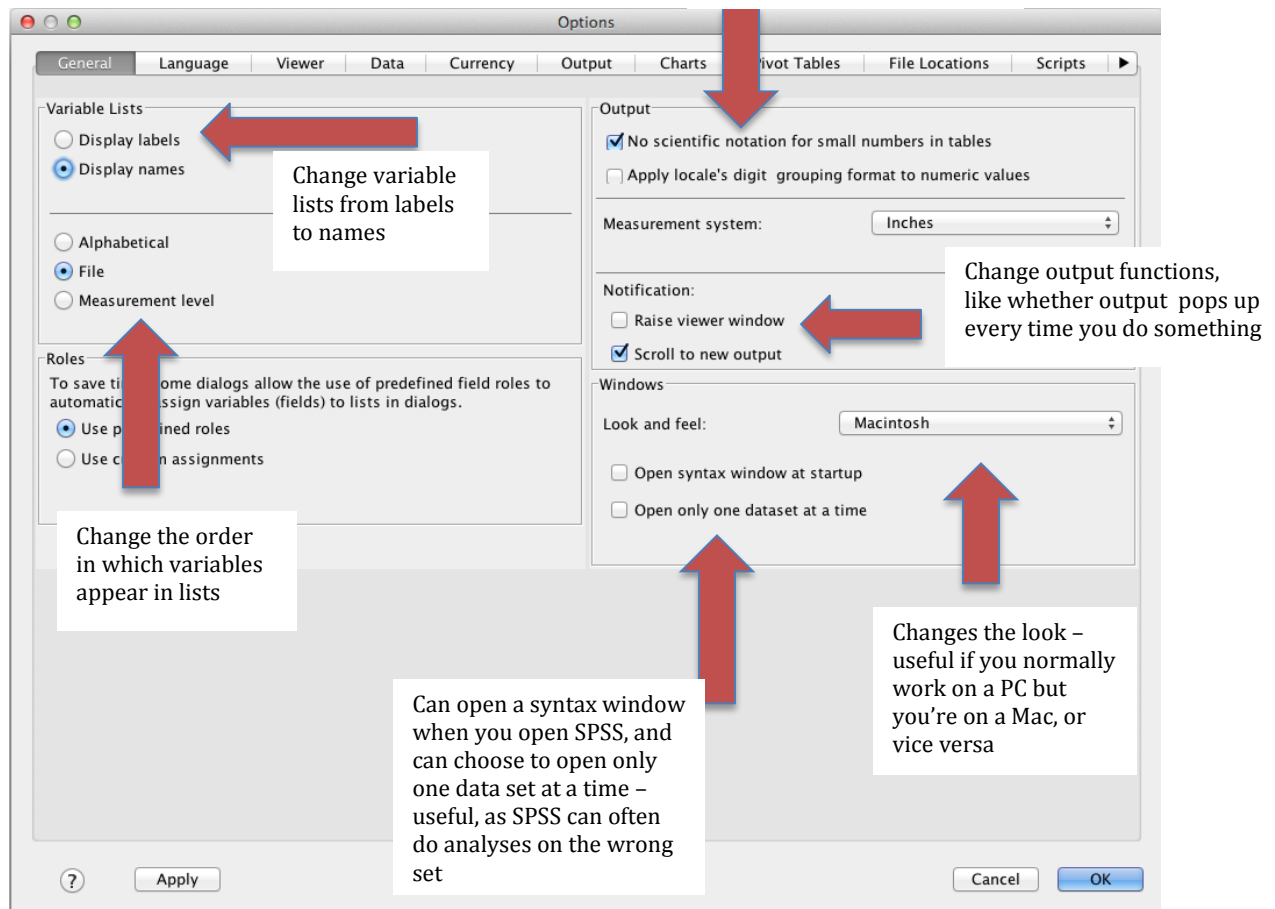 Options
General Language Viewer Data Currency Output Charts Pivot Tables File Locations Scripts
Variable Lists
Display labels
Display names
Change variable
lists from labels
to names
Alphabetical
File
Measurement level
Roles
To save ome dialogs allow the use of predefined field roles to
ssign variables (fields) to lists in dialogs.
Use
Use assignments
Change the order
in which variables
appear in lists
Output
No scientific notation for small numbers in tables
Apply locale's digit grouping format to numeric values
Measurement system: Inches
Change output functions,
like whether output pops up
every time you do something
Notification:
Raise viewer window
Scroll to new output
Windows
Look and feel: Macintosh
Open syntax window at startup
Open only one dataset at a time
Changes the look –
useful if you normally
work on a PC but
you're on a Mac, or
vice versa
Can open a syntax window
when you open SPSS, and
can choose to open only
one data set at a time –
useful, as SPSS can often
do analyses on the wrong
set
? Apply Cancel OK